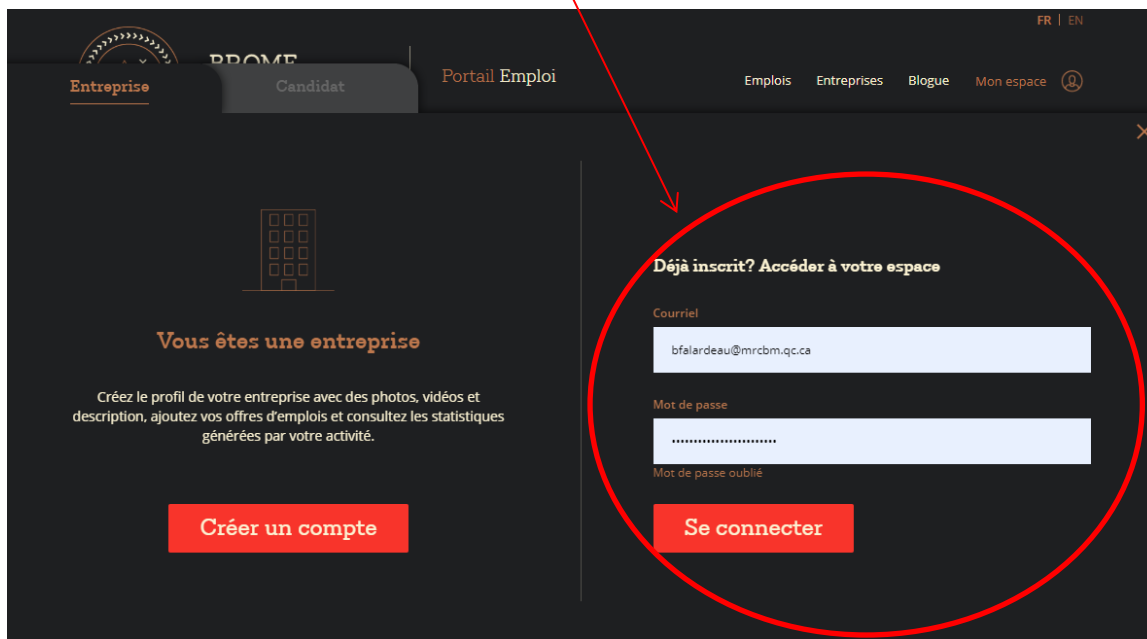 FR | EN
BROME
Entreprise
Candidat
Portail Emploi
Emplois
Entreprises
Blogue
Mon espace
Vous êtes une entreprise
Créez le profil de votre entreprise avec des photos, vidéos et
description, ajoutez vos offres d'emplois et consultez les statistiques
générées par votre activité.
Créer un compte
Déjà inscrit? Accéder à votre espace
Courriel
bfalardeau@mrcbm.qc.ca
Mot de passe
Mot de passe oublié
Se connecter